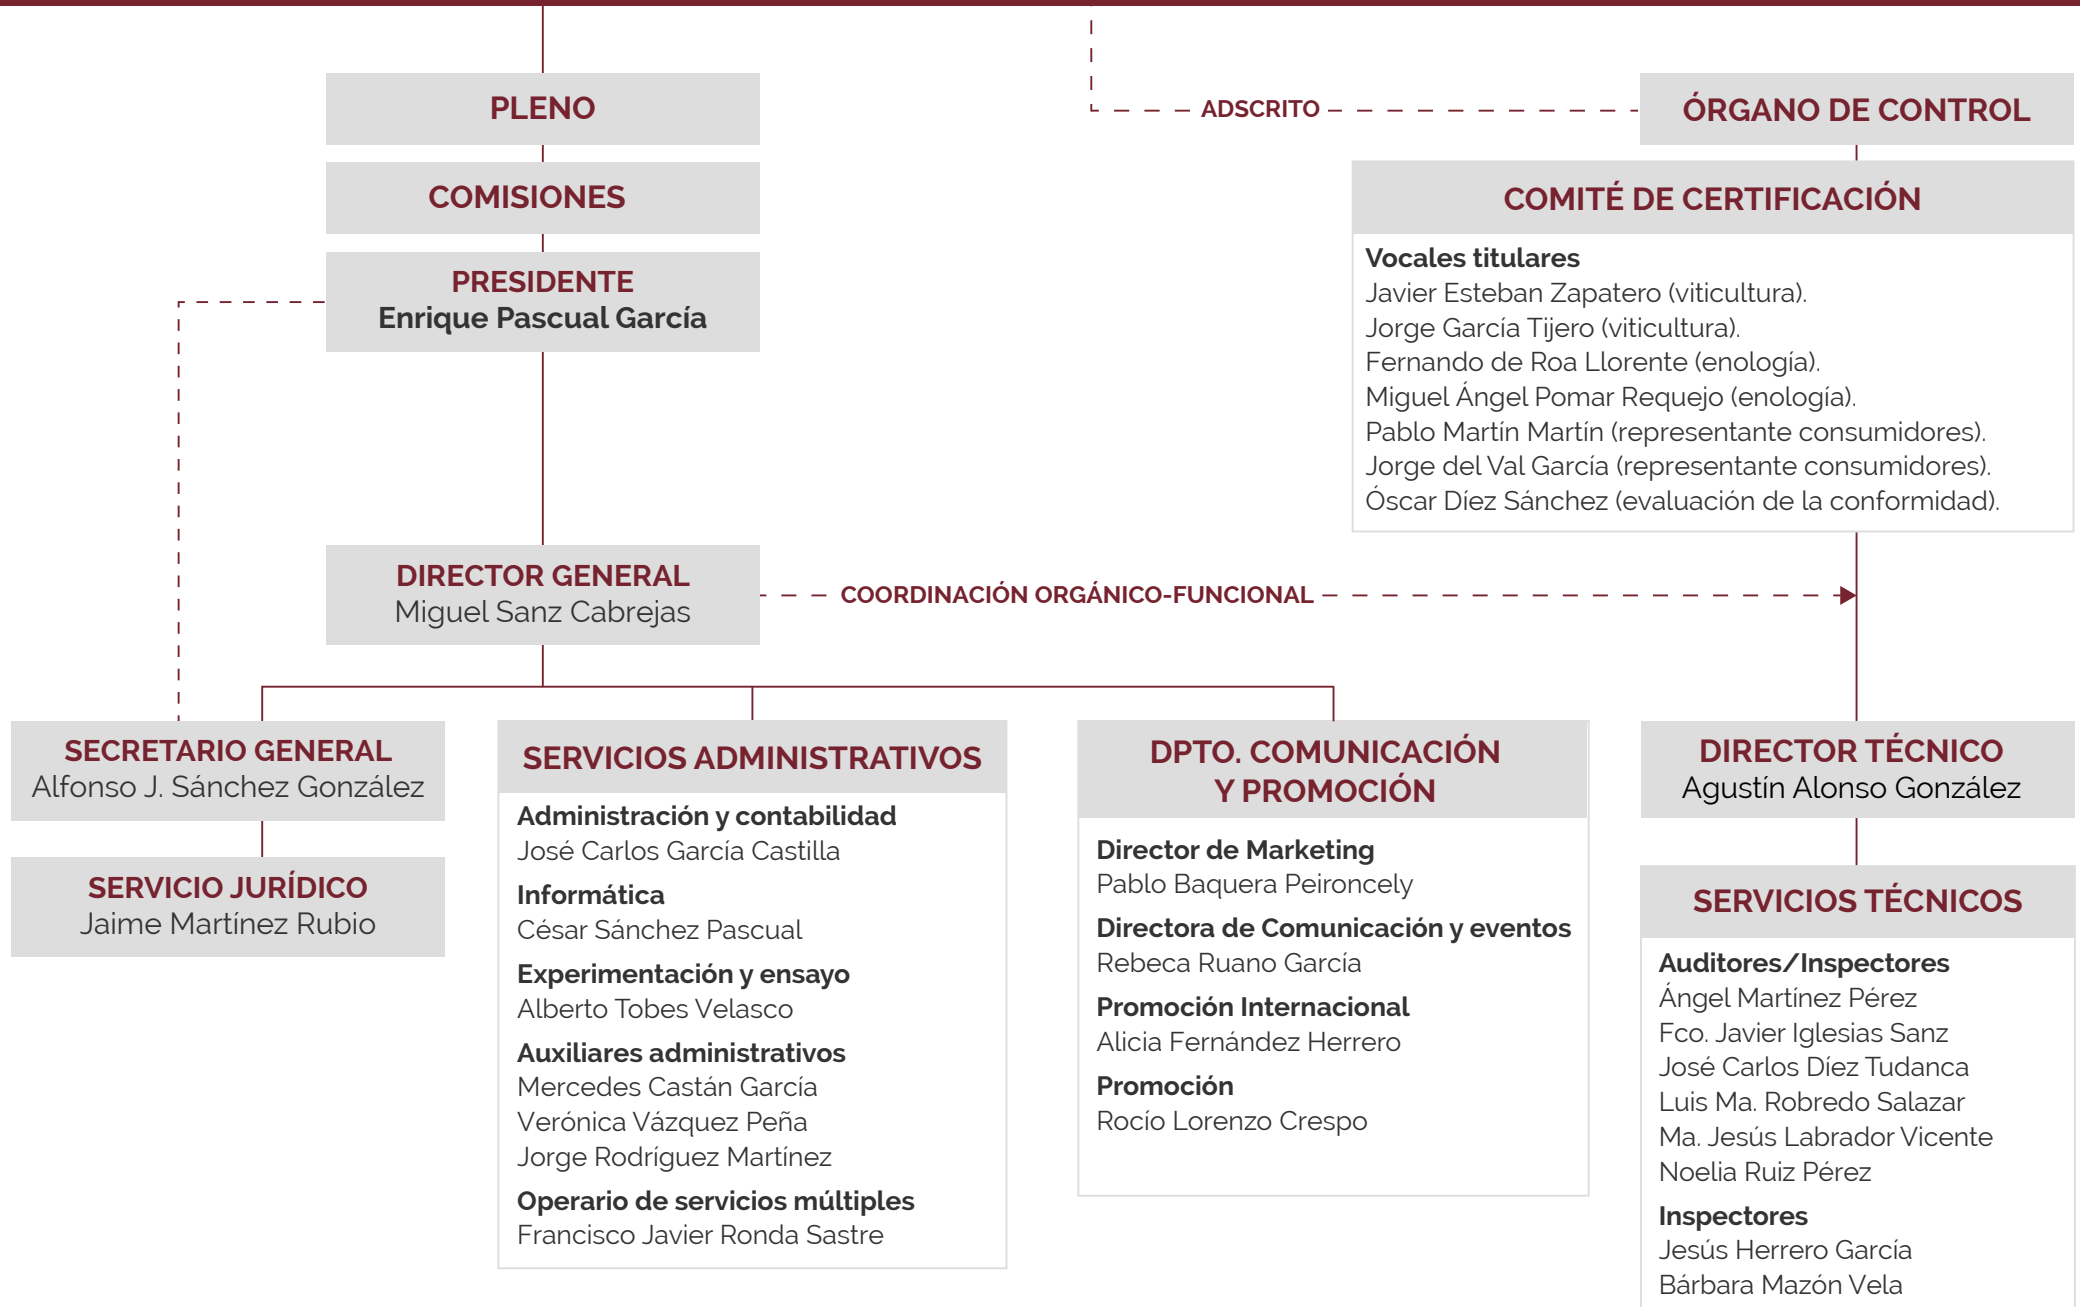 PLENO
COMISIONES
PRESIDENTE
Enrique Pascual García
ADSCRITO
ÓRGANO DE CONTROL
COMITÉ DE CERTIFICACIÓN
Vocales titulares
Javier Esteban Zapatero (viticultura).
Jorge García Tijero (viticultura).
Fernando de Roa Llorente (enología).
Miguel Ángel Pomar Requejo (enología).
Pablo Martín Martín (representante consumidores).
Jorge del Val García (representante consumidores).
Óscar Díez Sánchez (evaluación de la conformidad).
DIRECTOR GENERAL
Miguel Sanz Cabrejas
COORDINACIÓN ORGÁNICO-FUNCIONAL
SECRETARIO GENERAL
Alfonso J. Sánchez González
SERVICIO JURÍDICO
Jaime Martínez Rubio
SERVICIOS ADMINISTRATIVOS
Administración y contabilidad
José Carlos García Castilla
Informática
César Sánchez Pascual
Experimentación y ensayo
Alberto Tobes Velasco
Auxiliares administrativos
Mercedes Castán García
Verónica Vázquez Peña
Jorge Rodríguez Martínez
Operario de servicios múltiples
Francisco Javier Ronda Sastre
DPTO. COMUNICACIÓN
Y PROMOCIÓN
Director de Marketing
Pablo Baquera Peironcely
Directora de Comunicación y eventos
Rebeca Ruano García
Promoción Internacional
Alicia Fernández Herrero
Promoción
Rocío Lorenzo Crespo
DIRECTOR TÉCNICO
Agustín Alonso González
SERVICIOS TÉCNICOS
Auditores/Inspectores
Ángel Martínez Pérez
Fco. Javier Iglesias Sanz
José Carlos Díez Tudanca
Luis Ma. Robredo Salazar
Ma. Jesús Labrador Vicente
Noelia Ruiz Pérez
Inspectores
Jesús Herrero García
Bárbara Mazón Vela